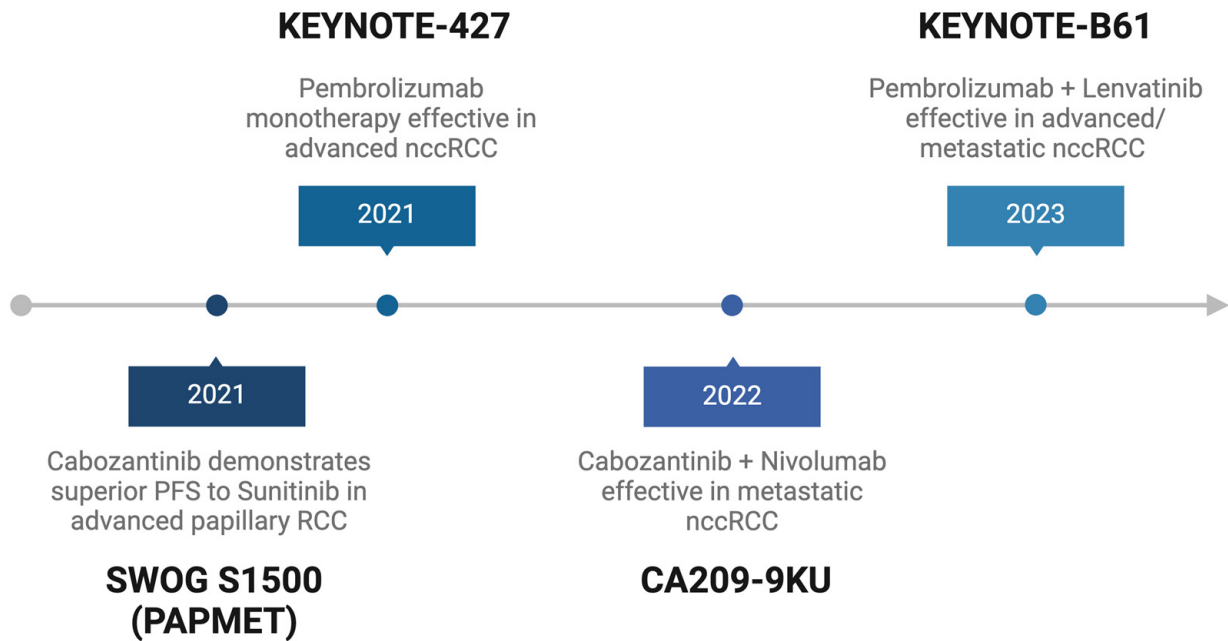 KEYNOTE-427
Pembrolizumab
monotherapy effective in
advanced nccRCC
2021
KEYNOTE-B61
Pembrolizumab + Lenvatinib
effective in advanced/
metastatic nccRCC
2023
2021
Cabozantinib demonstrates
superior PFS to Sunitinib in
advanced papillary RCC
SWOG S1500
(PAPMET)
2022
Cabozantinib + Nivolumab
effective in metastatic
nccRCC
CA209-9KU